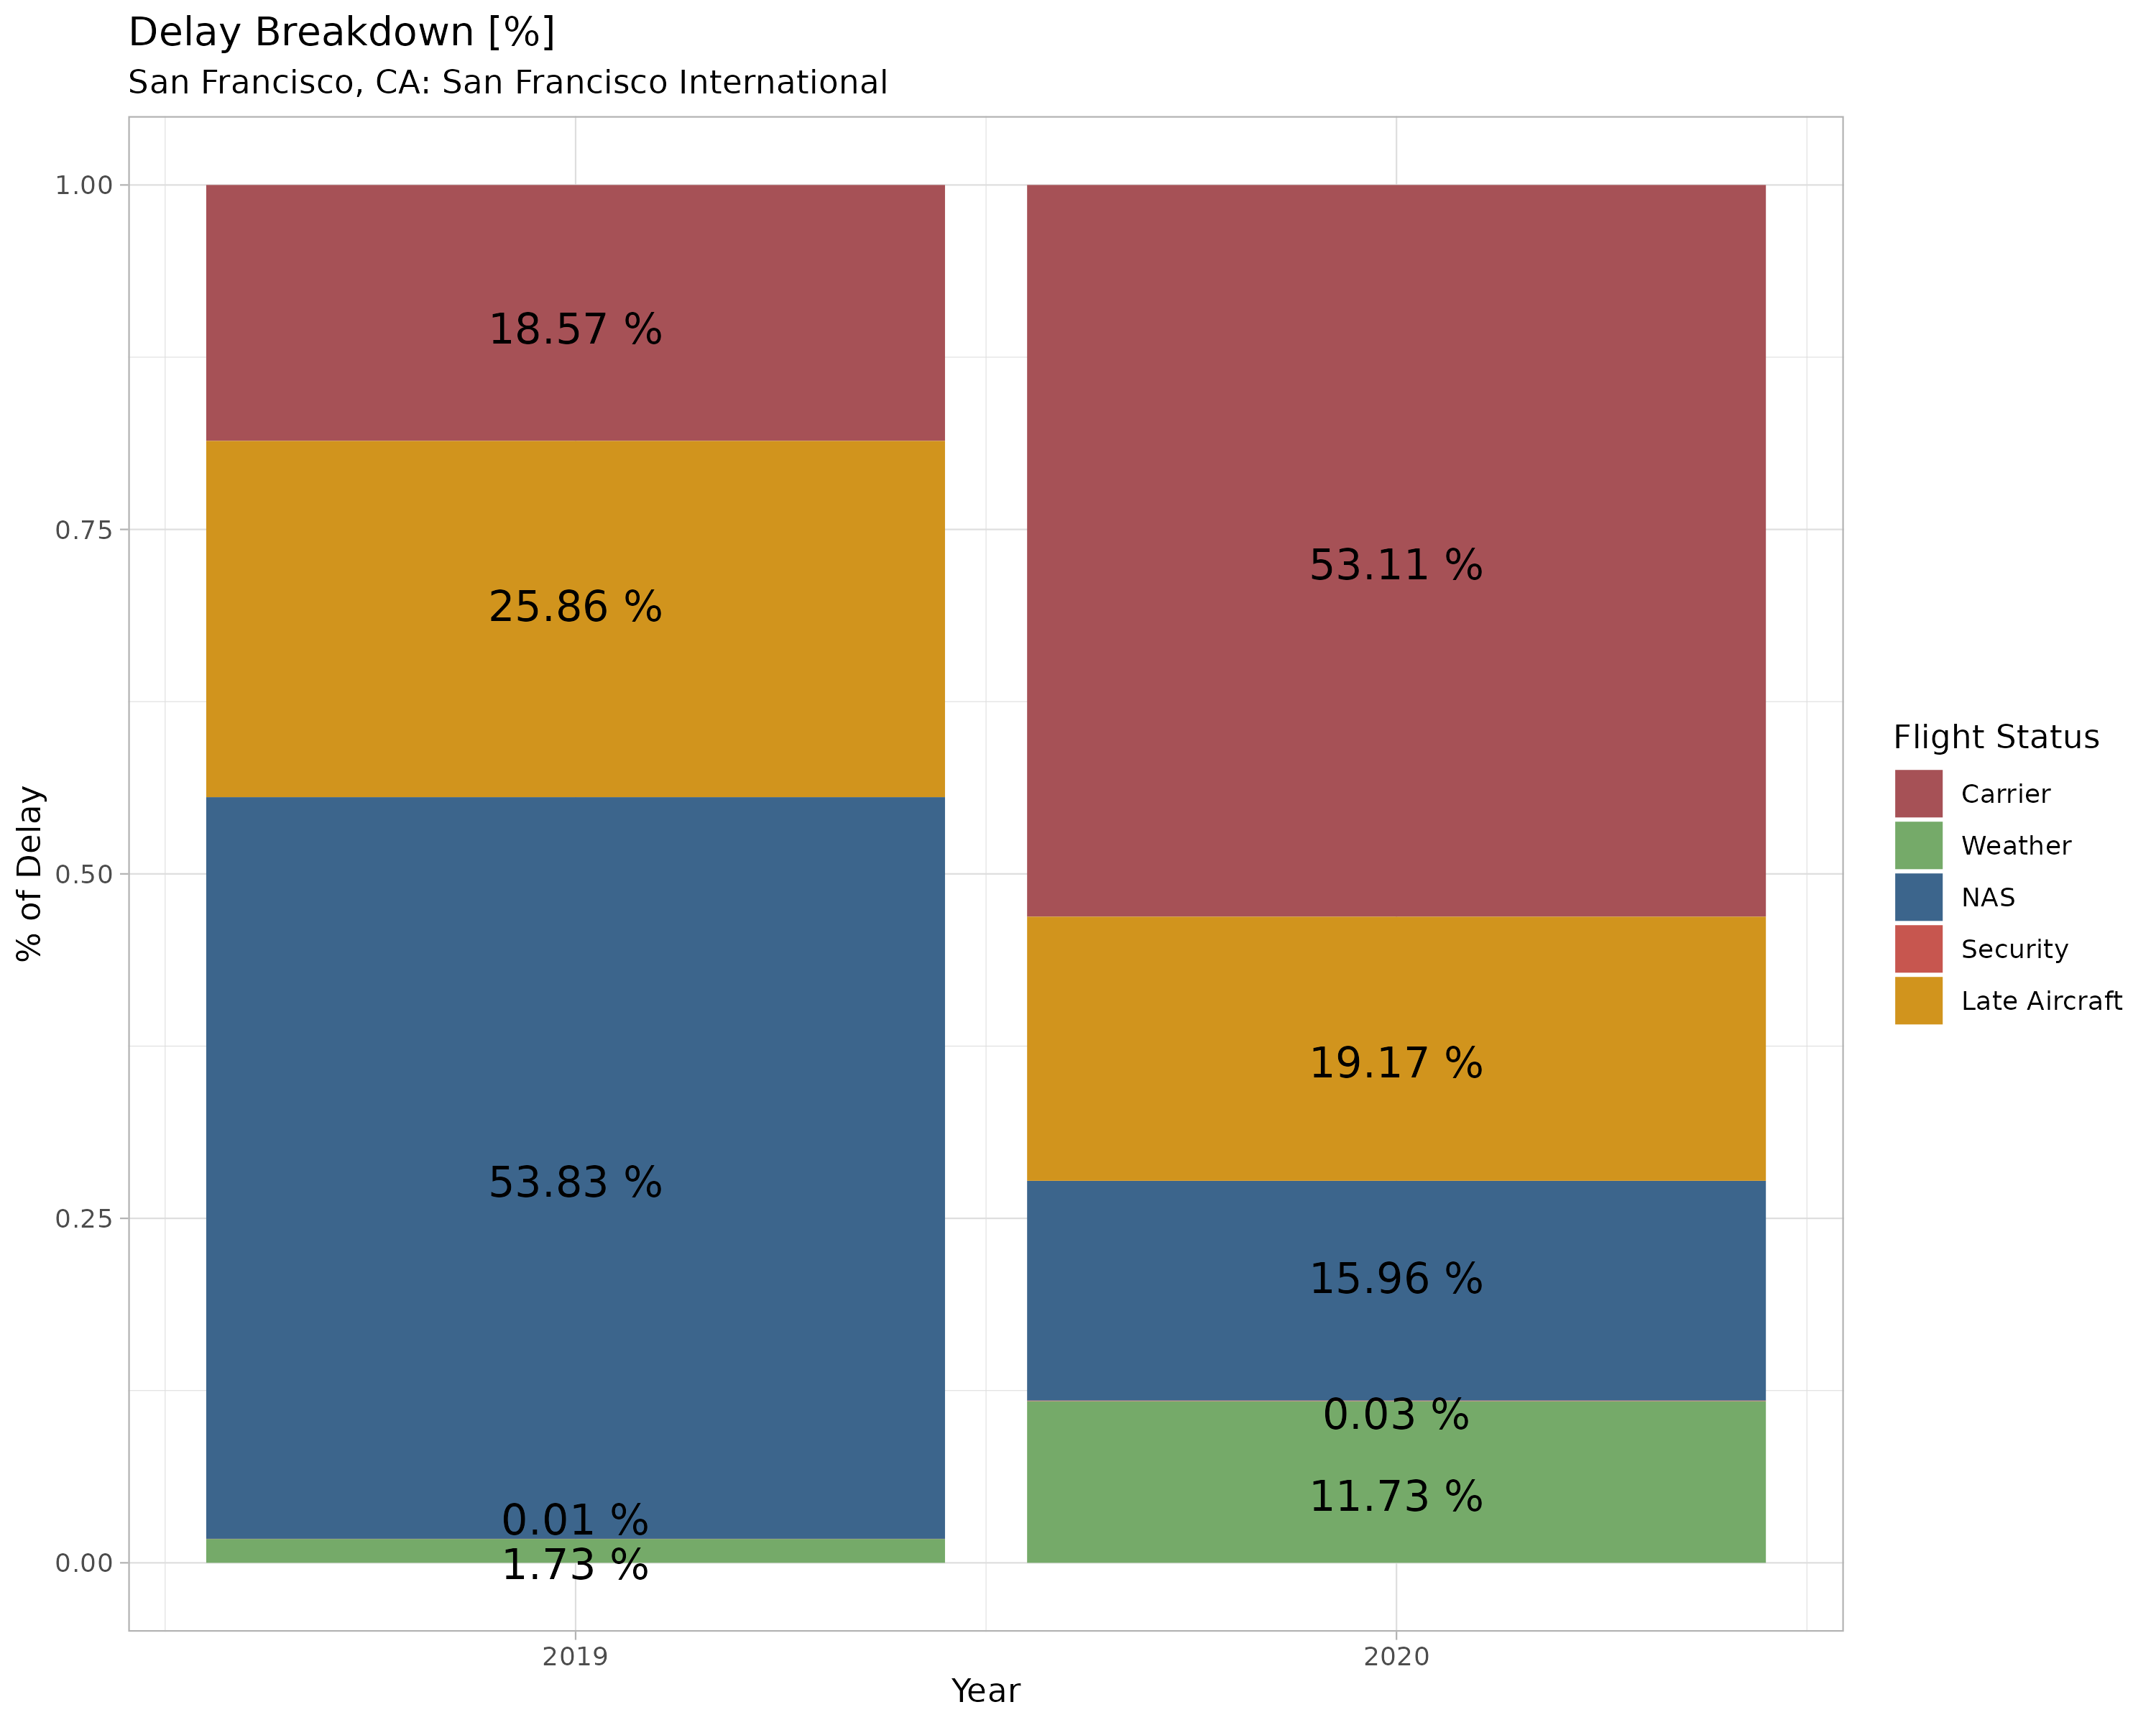 Delay Breakdown [%]
San Francisco, CA: San Francisco International
% of Delay
1.00
0.75
0.50
0.25
0.00
18.57 %
25.86 %
53.83 %
0.01 %
1.73 %
53.11 %
19.17 %
15.96 %
0.03 %
11.73 %
2019
2020
Year
Flight Status
Carrier
Weather
NAS
Security
Late Aircraft